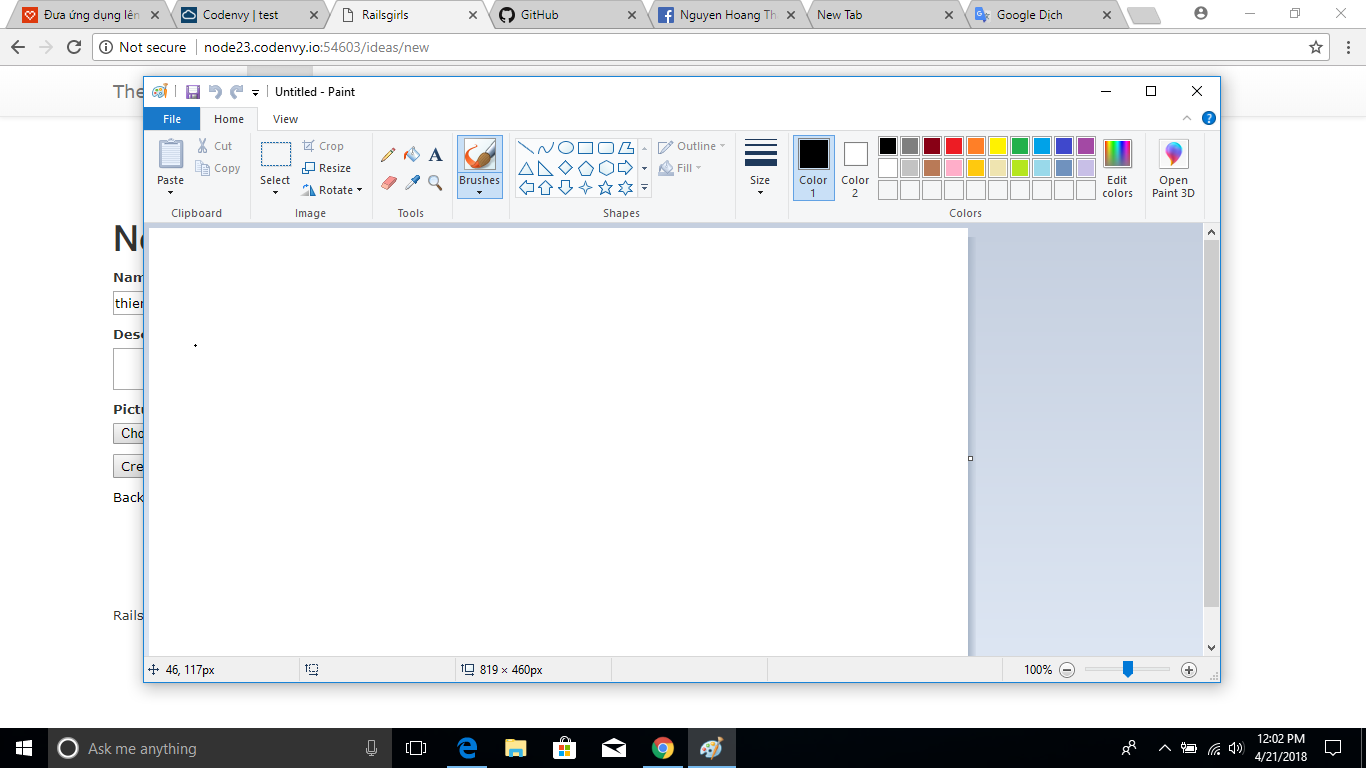 Đưa ứng dụng lên
Codenvy | test
Railsgirls
GitHub
Nguyen Hoang Th
New Tab
Google Dịch
Not secure
node23.codenvy.io:54603/ideas/new
The
Untitled - Paint
File
Home
View
Paste
Cut
Copy
Clipboard
Select
Crop
Resize
Rotate
Image
Tools
Brushes
Shapes
Outline
Fill
Size
Color 1
Color 2
Edit colors
Open Paint 3D
Colors
Nam
thien
Desc
Pictu
Cho
Cre
Back
Rails
46, 117px
819 × 460px
100%
Ask me anything
12:02 PM
4/21/2018